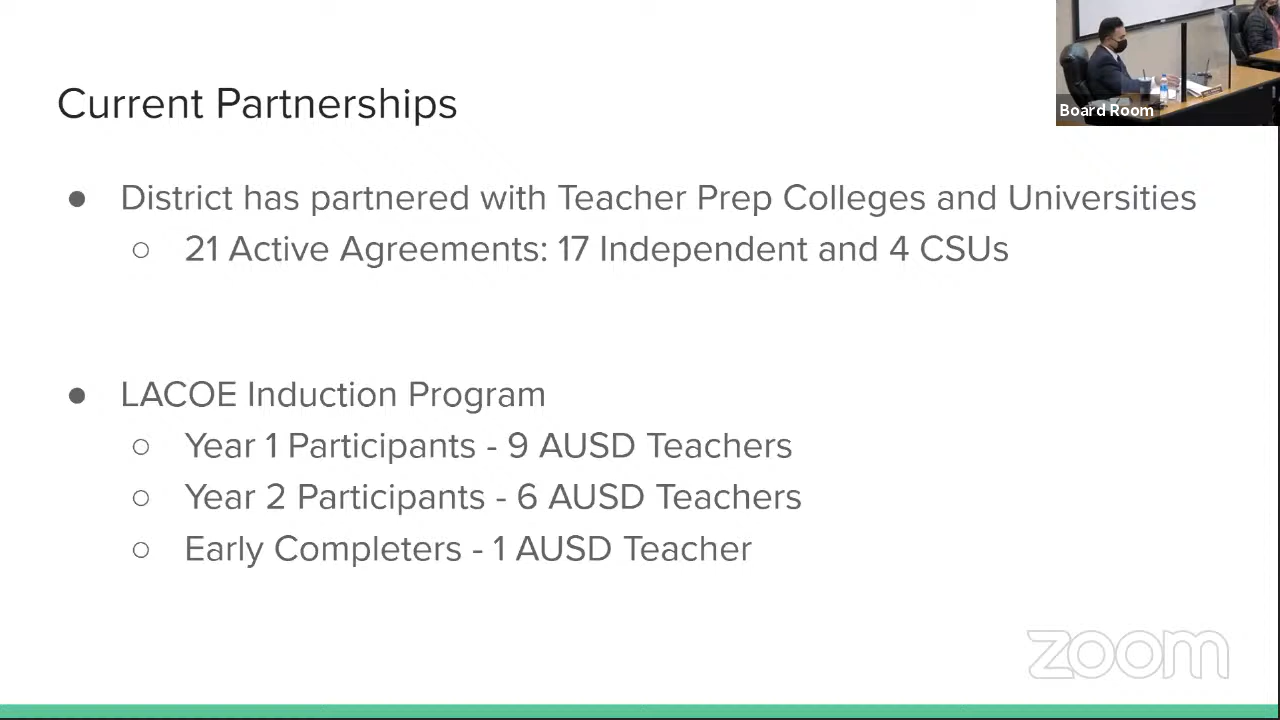 Board Room
Current Partnerships
● District has partnered with Teacher Prep Colleges and Universities
○ 21 Active Agreements: 17 Independent and 4 CSUs
● LACOE Induction Program
○ Year 1 Participants - 9 AUSD Teachers
○ Year 2 Participants - 6 AUSD Teachers
○ Early Completers - 1 AUSD Teacher
zoom